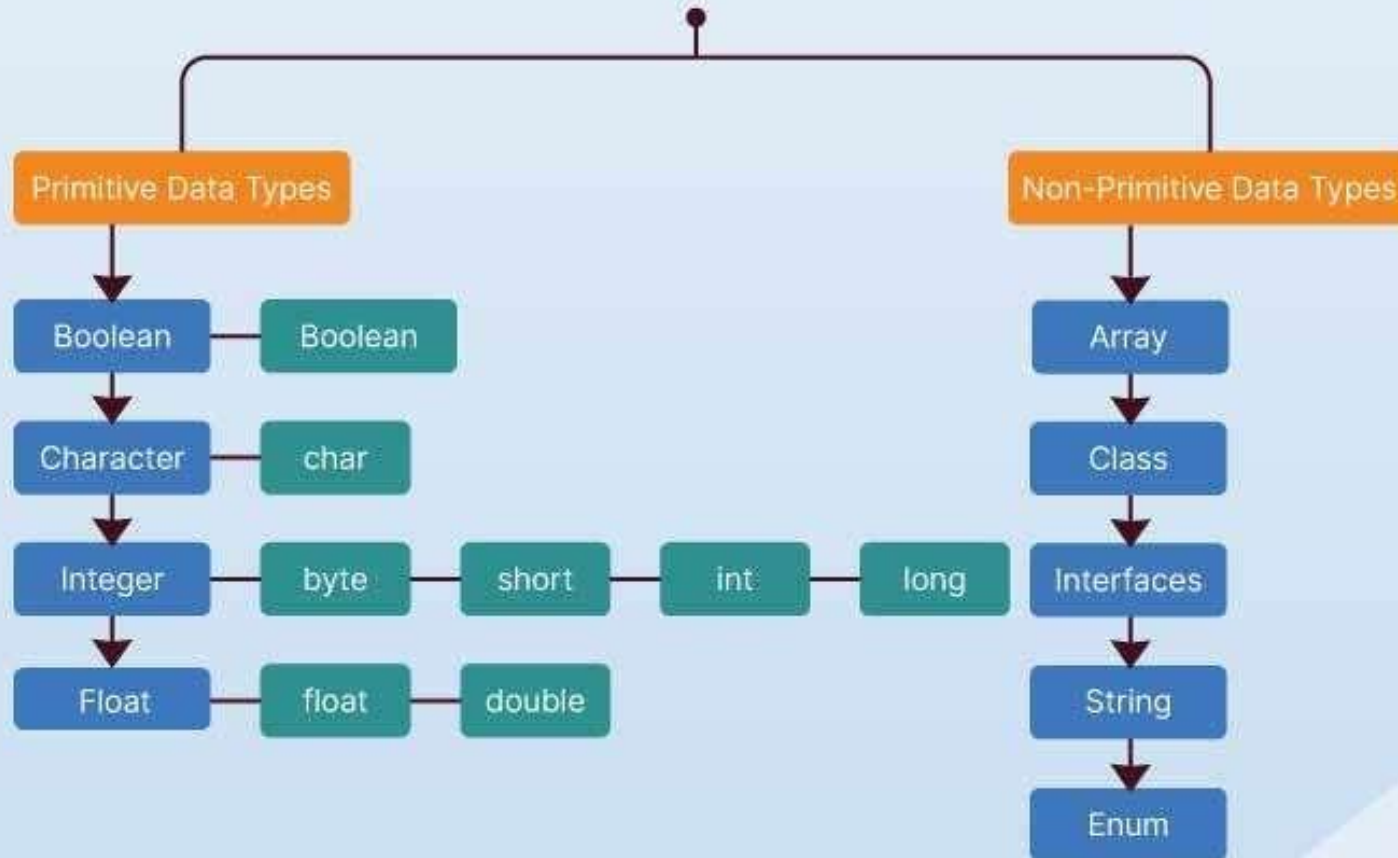 Primitive Data Types
Non-Primitive Data Types
Boolean
Boolean
Array
Character
char
Class
Integer
byte
short
int
long
Interfaces
Float
float
double
String
Enum